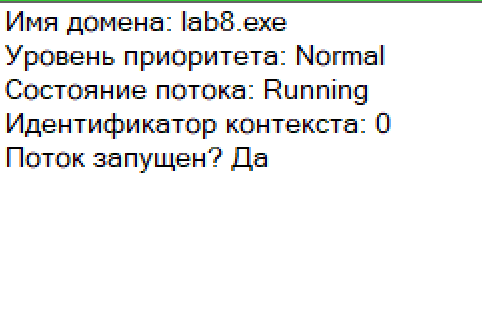 Имя домена: lab8.exe
Уровень приоритета: Normal
Состояние потока: Running
Идентификатор контекста: 0
Поток запущен? Да